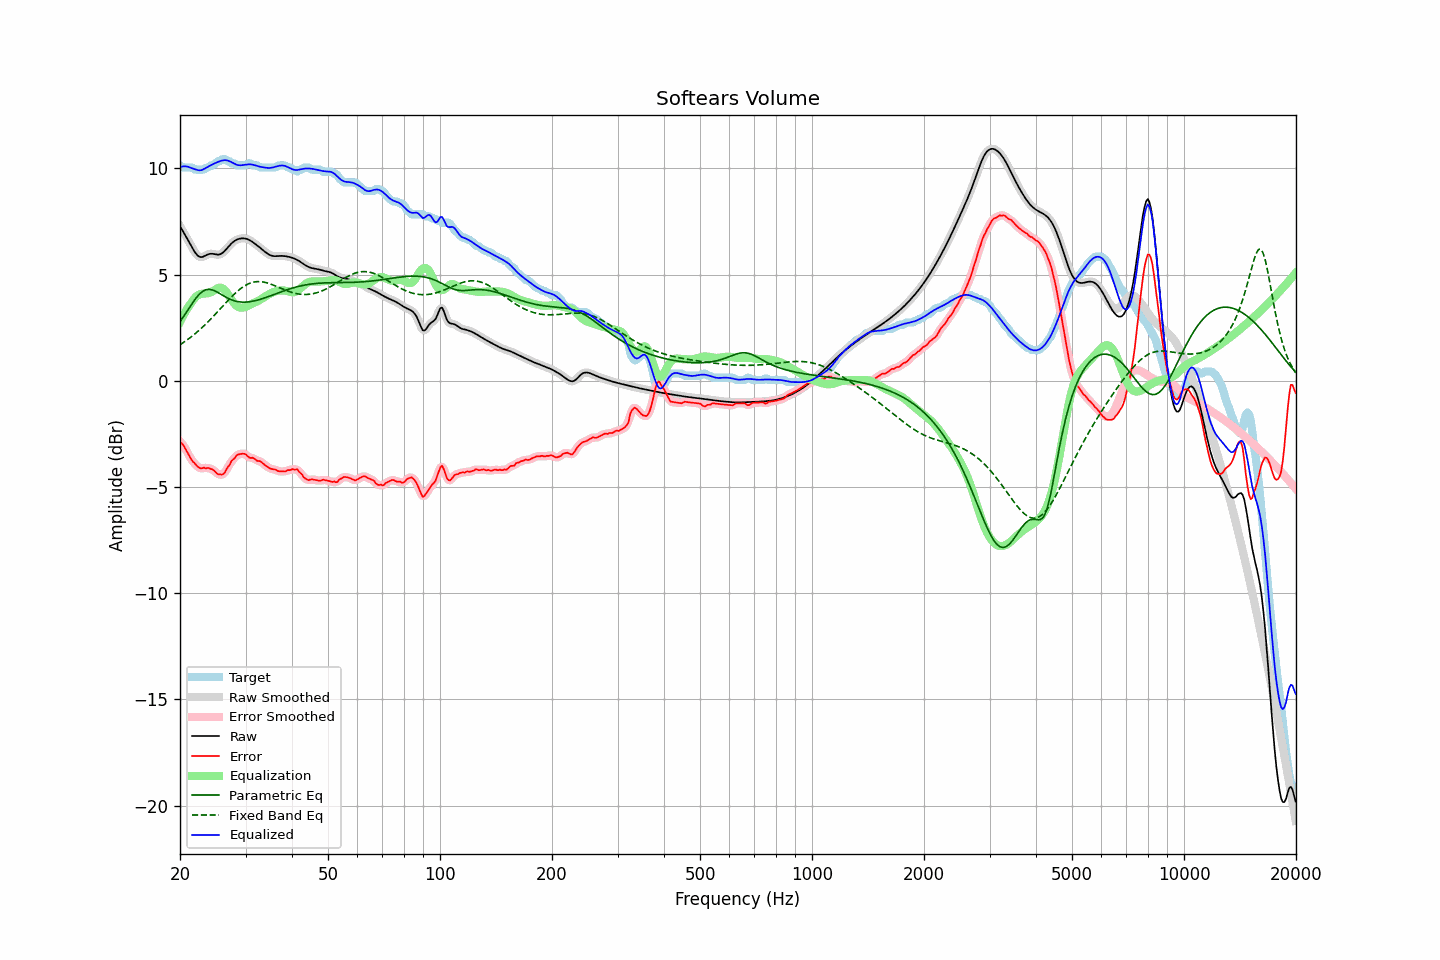 Softears Volume
Amplitude (dBr)
10
5
0
−5
−10
−15
−20
Target
Raw Smoothed
Error Smoothed
Raw
Error
Equalization
Parametric Eq
Fixed Band Eq
Equalized
20 50 100 200 500 1000 2000 5000 10000 20000
Frequency (Hz)